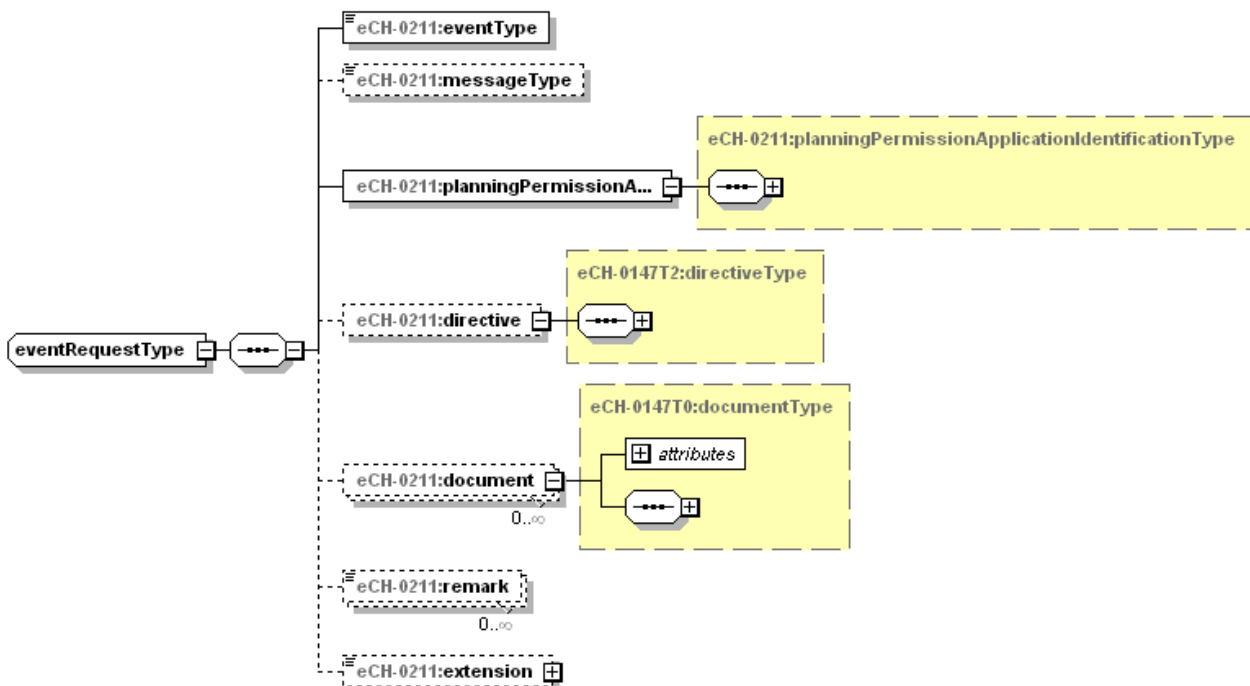 eCH-0211:eventType
eCH-0211:messageType
eCH-0211:planningPermissionApplicationIdentificationType
eCH-0211:planningPermissionA...
eCH-0147T2:directiveType
eCH-0211:directive
eventRequestType
eCH-0147T0:documentType
attributes
eCH-0211:document
0..∞
eCH-0211:remark
0..∞
eCH-0211:extension